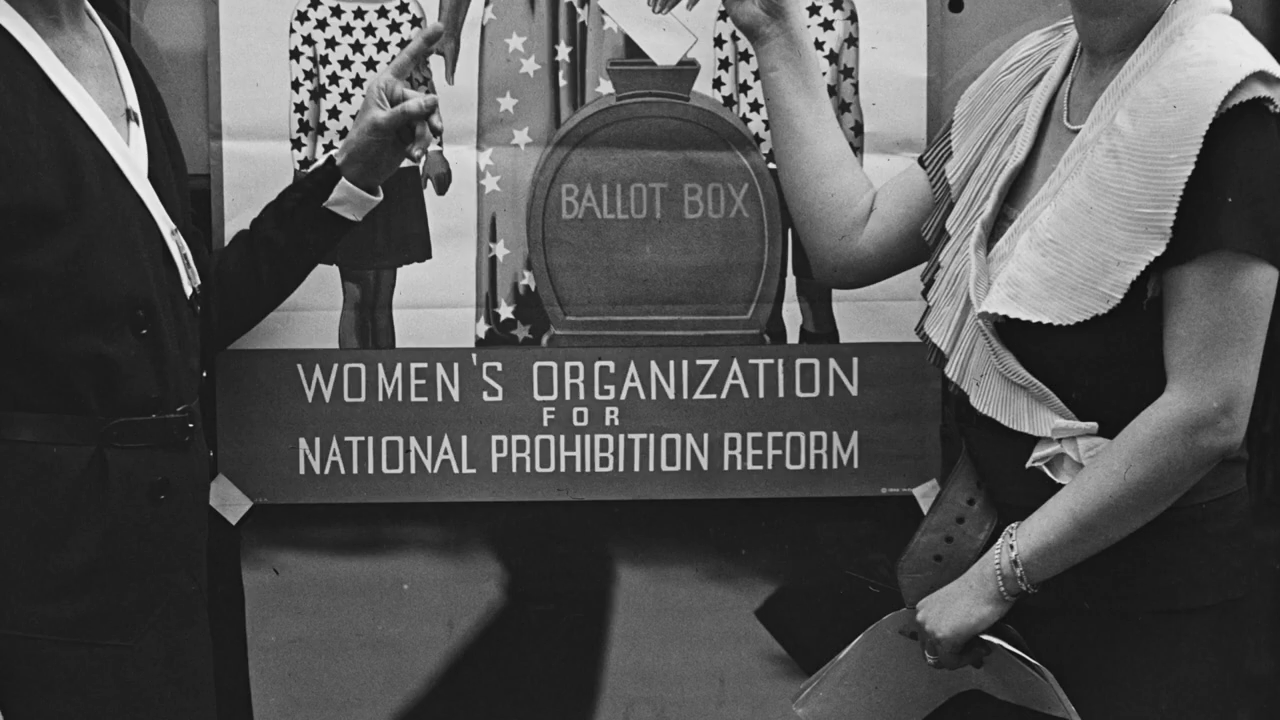 BALLOT BOX
WOMEN'S ORGANIZATION
FOR
NATIONAL PROHIBITION REFORM